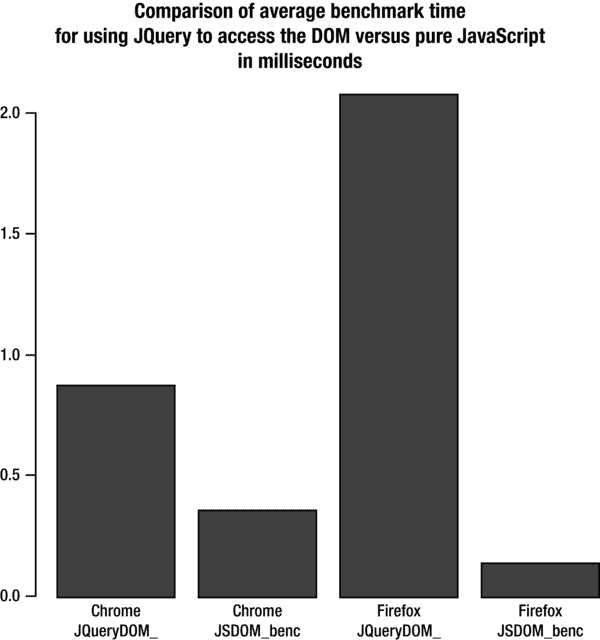 Comparison of average benchmark time
for using JQuery to access the DOM versus pure JavaScript
in milliseconds
2.0
1.5
1.0
0.5
0.0
Chrome
JQueryDOM_
Chrome
JSDOM_benc
Firefox
JQueryDOM_
Firefox
JSDOM_benc